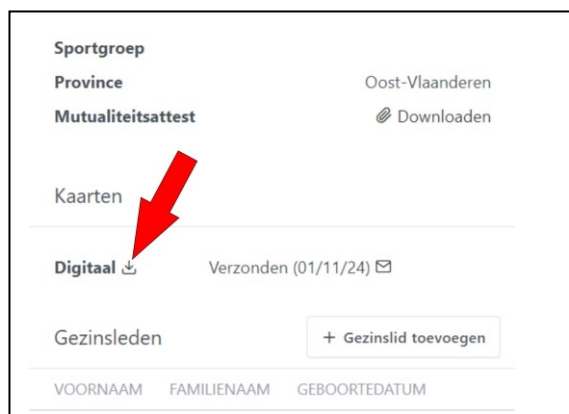 Sportgroep
Province Oost-Vlaanderen
Mutualiteitsattest Downloaden
Kaarten
Digitaal Verzonden (01/11/24)
Gezinsleden + Gezinslid toevoegen
VOORNAAM FAMILIENAAM GEBOORTEDATUM